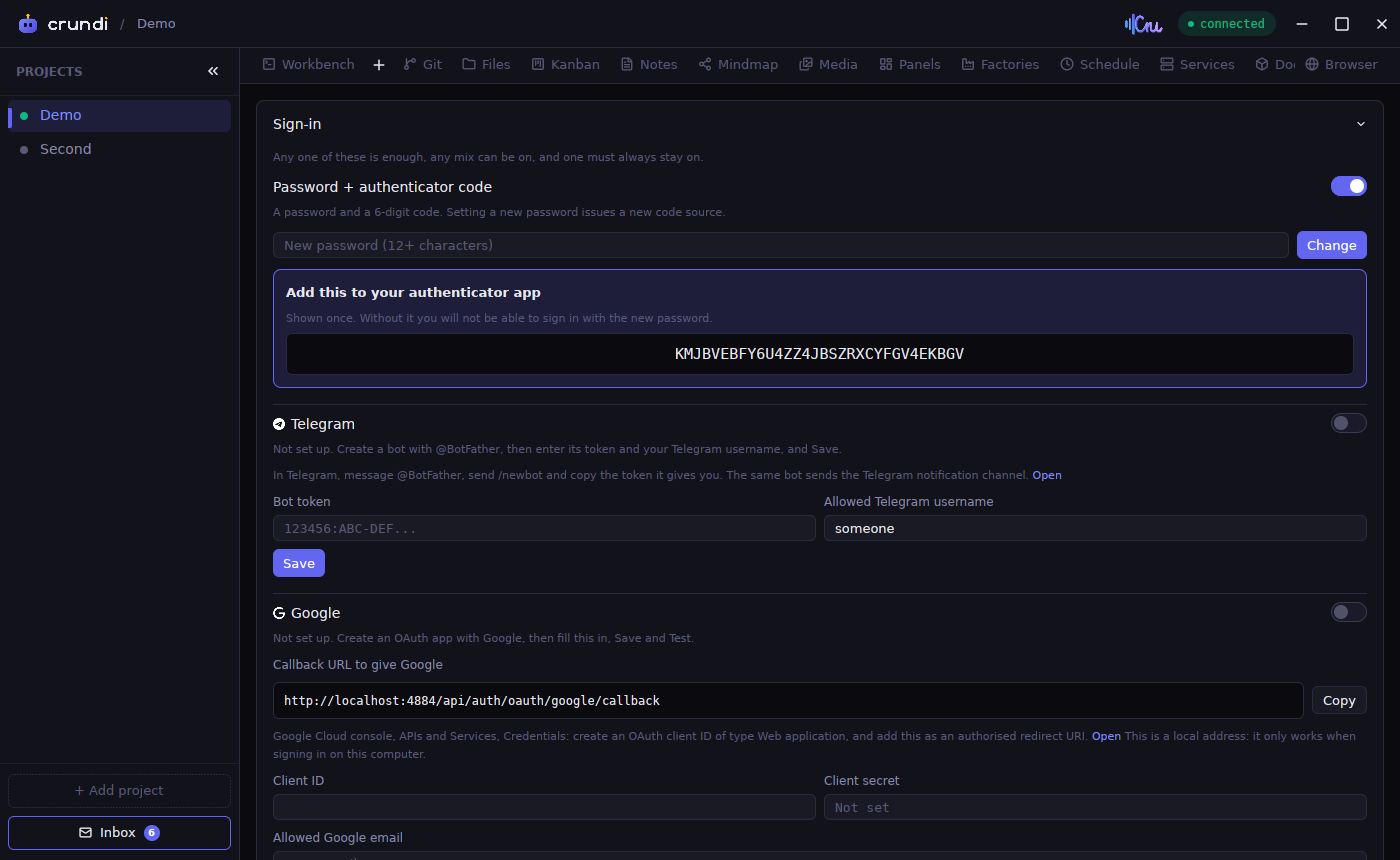 crundi / Demo
Cru
connected
PROJECTS
Workbench
Git
Files
Kanban
Notes
Mindmap
Media
Panels
Factories
Schedule
Services
Browser
Demo
Second
Sign-in
Any one of these is enough, any mix can be on, and one must always stay on.
Password + authenticator code
A password and a 6-digit code. Setting a new password issues a new code source.
New password (12+ characters)
Change
Add this to your authenticator app
Shown once. Without it you will not be able to sign in with the new password.
KMJBVEBFY6U4ZZ4JBSZRXCYFGV4EKBGV
Telegram
Not set up. Create a bot with @BotFather, then enter its token and your Telegram username, and Save.
In Telegram, message @BotFather, send /newbot and copy the token it gives you. The same bot sends the Telegram notification channel. Open
Bot token
Allowed Telegram username
123456:ABC-DEF...
someone
Save
Google
Not set up. Create an OAuth app with Google, then fill this in, Save and Test.
Callback URL to give Google
http://localhost:4884/api/auth/oauth/google/callback
Copy
Google Cloud console, APIs and Services, Credentials: create an OAuth client ID of type Web application, and add this as an authorised redirect URI. Open This is a local address: it only works when
signing in on this computer.
Client ID
Client secret
Not set
Allowed Google email
+ Add project
Inbox 6